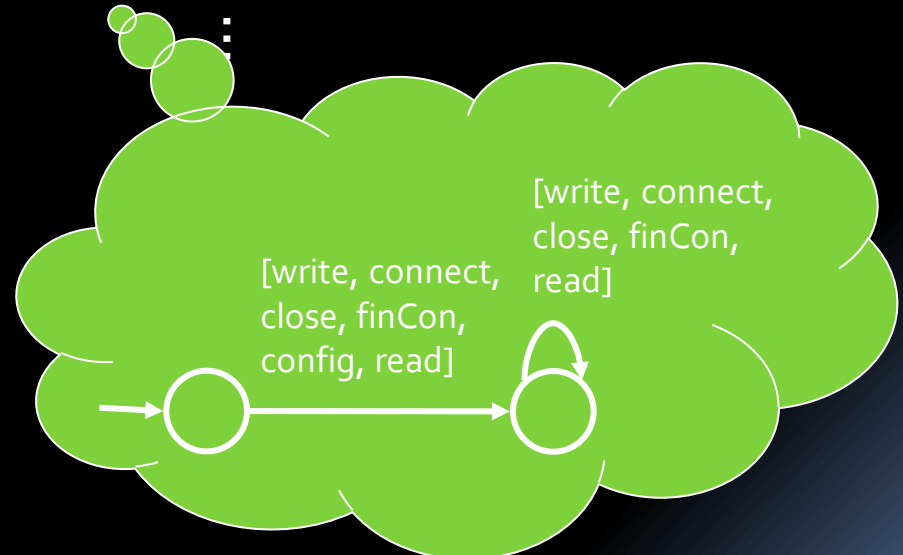 ⋮
[write, connect,
close, finCon,
read]
[write, connect,
close, finCon,
config, read]